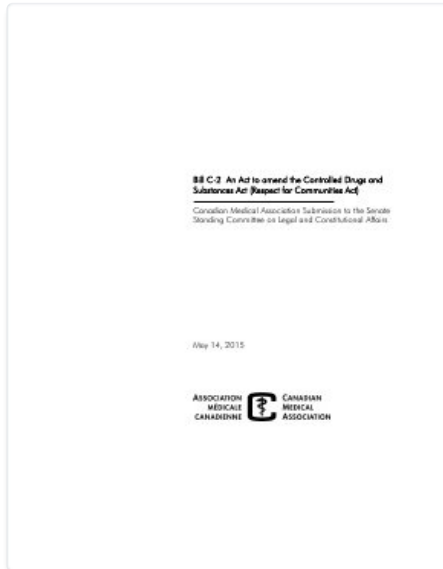 Bill C-2 An Act to amend the Controlled Drugs and
Substances Act (Respect for Communities Act)
Canadian Medical Association Submission to the Senate
Standing Committee on Legal and Constitutional Affairs
May 14, 2015
ASSOCIATION
MÉDICALE
CANADIENNE
CANADIAN
MEDICAL
ASSOCIATION